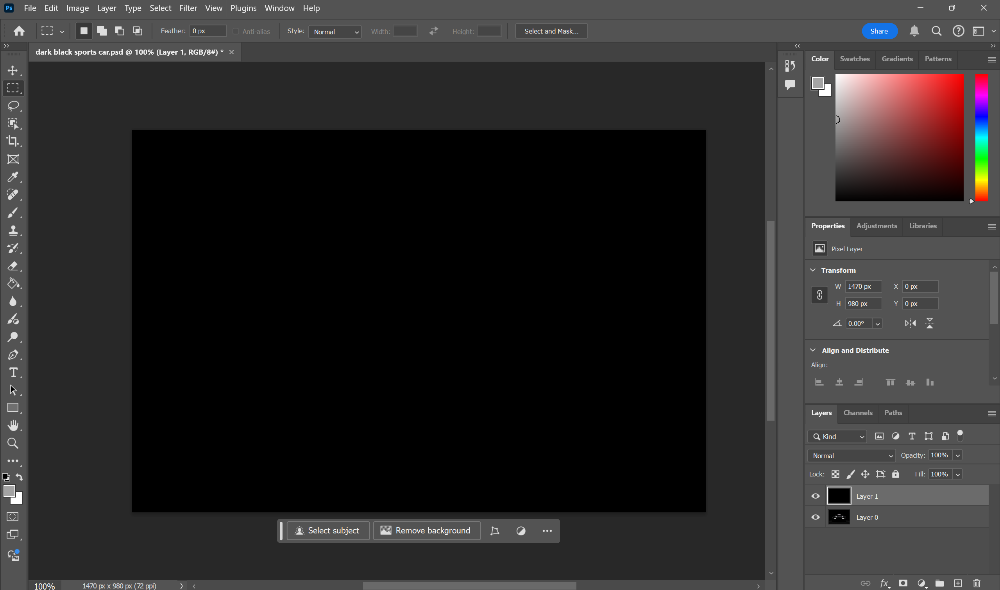 Ps File Edit Image Layer Type Select Filter View Plugins Window Help
Feather: 0 px Anti-alias Style: Normal Width: Height: Select and Mask... Share
dark black sports car.psd @ 100% (Layer 1, RGB/8#) *
Color Swatches Gradients Patterns
Properties Adjustments Libraries
Pixel Layer
Transform
W 1470 px X 0 px
H 980 px Y 0 px
0.00°
Align and Distribute
Align:
Layers Channels Paths
Kind
Normal Opacity: 100%
Lock: Fill: 100%
Layer 1
Layer 0
Select subject Remove background
100% 1470 px x 980 px (72 ppi)